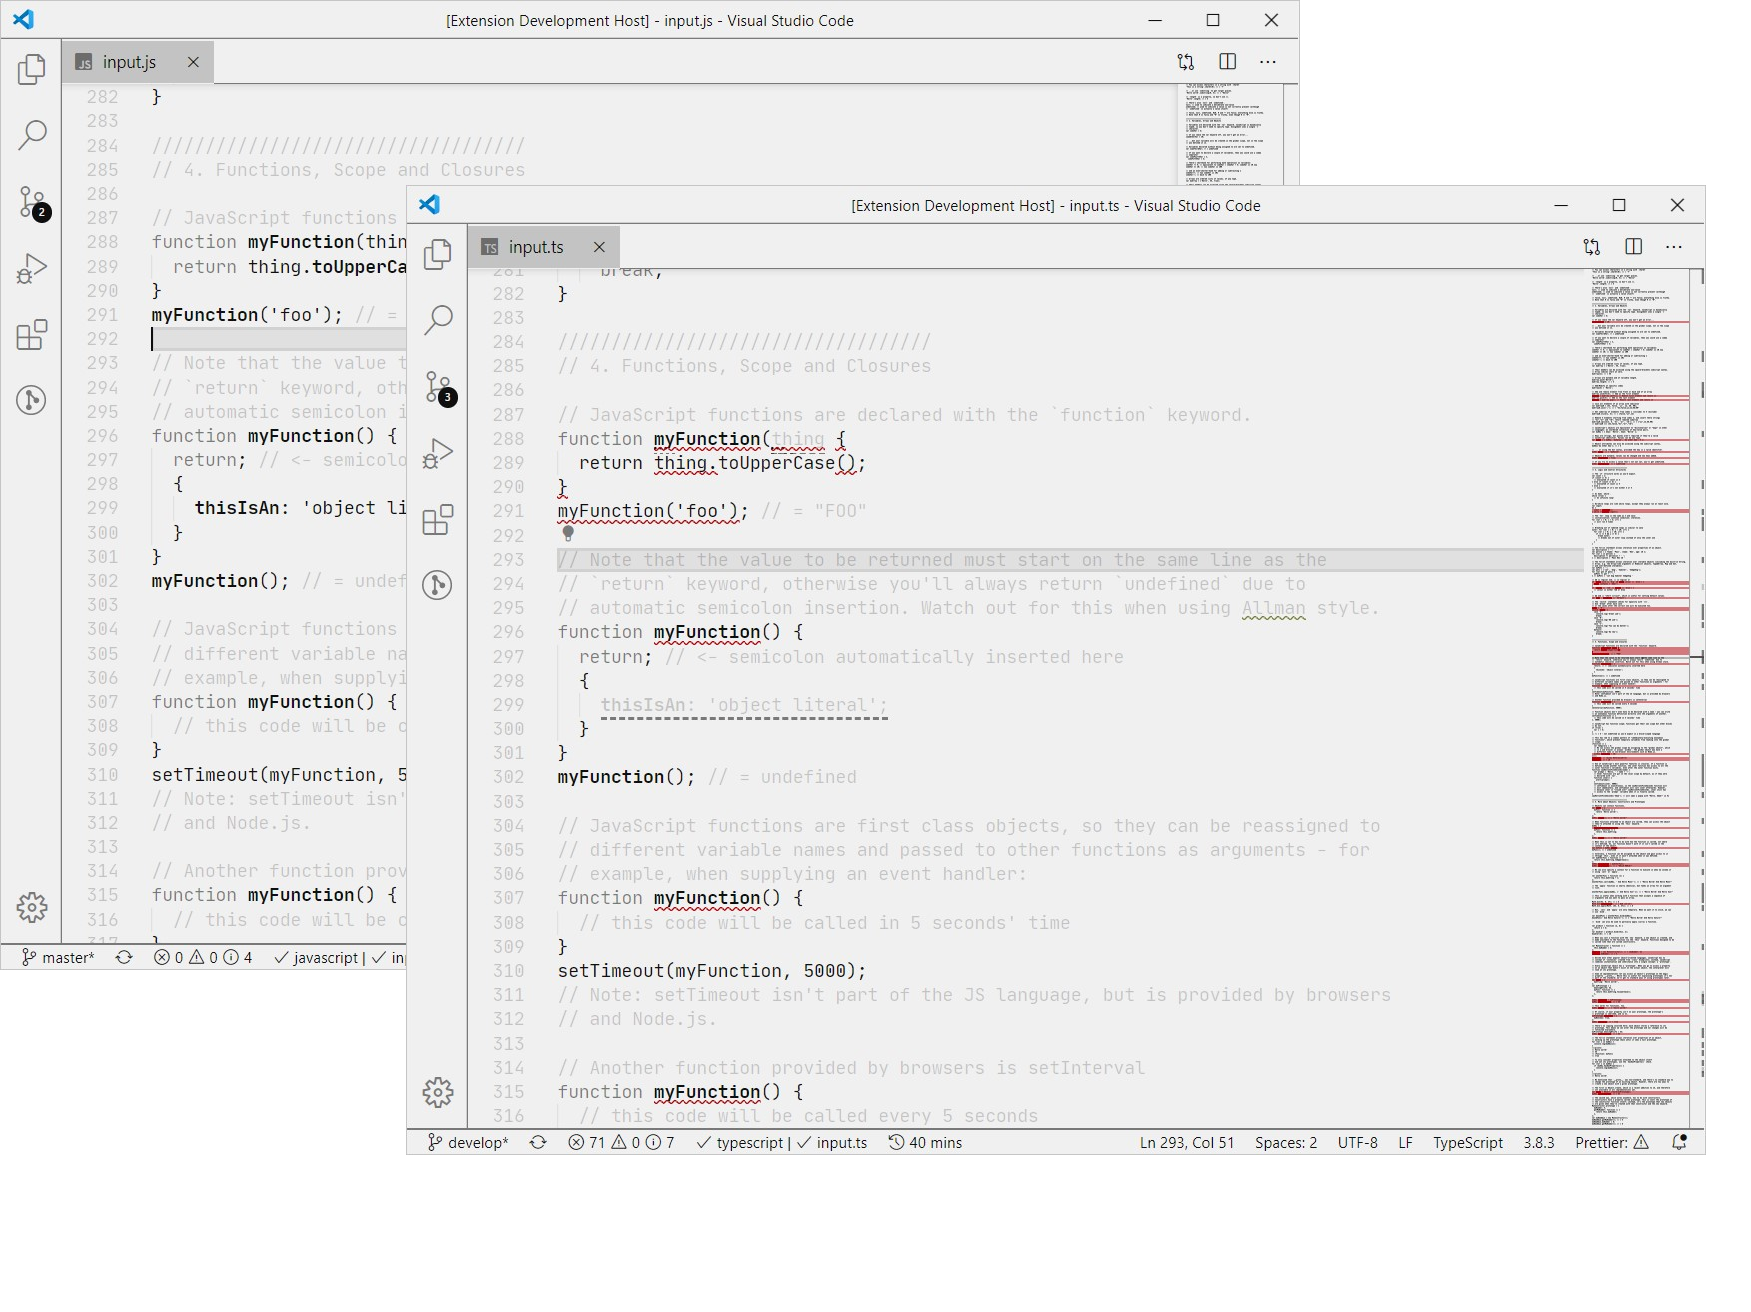 [Extension Development Host] - input.js - Visual Studio Code
JS input.js
282 }
283
284 ///////////////////////////////////
285 // 4. Functions, Scope and Closures
286
287 // JavaScript functions
288 function myFunction(thin
289 return thing.toUpperCa
290 }
291 myFunction('foo'); // =
292
293 // Note that the value t
294 // `return` keyword, oth
295 // automatic semicolon i
296 function myFunction() {
297 return; // <- semicolo
298 {
299 thisIsAn: 'object li
300 }
301 }
302 myFunction(); // = undef
303
304 // JavaScript functions
305 // different variable na
306 // example, when supplyi
307 function myFunction() {
308 // this code will be c
309 }
310 setTimeout(myFunction, 5
311 // Note: setTimeout isn'
312 // and Node.js.
313
314 // Another function prov
315 function myFunction() {
316 // this code will be c
317 }
2
master* 0 0 4 javascript | in
[Extension Development Host] - input.ts - Visual Studio Code
TS input.ts
281 break;
282 }
283
284 ///////////////////////////////////
285 // 4. Functions, Scope and Closures
286
287 // JavaScript functions are declared with the `function` keyword.
288 function myFunction(thing {
289 return thing.toUpperCase();
290 }
291 myFunction('foo'); // = "FOO"
292
293 // Note that the value to be returned must start on the same line as the
294 // `return` keyword, otherwise you'll always return `undefined` due to
295 // automatic semicolon insertion. Watch out for this when using Allman style.
296 function myFunction() {
297 return; // <- semicolon automatically inserted here
298 {
299 thisIsAn: 'object literal';
300 }
301 }
302 myFunction(); // = undefined
303
304 // JavaScript functions are first class objects, so they can be reassigned to
305 // different variable names and passed to other functions as arguments - for
306 // example, when supplying an event handler:
307 function myFunction() {
308 // this code will be called in 5 seconds' time
309 }
310 setTimeout(myFunction, 5000);
311 // Note: setTimeout isn't part of the JS language, but is provided by browsers
312 // and Node.js.
313
314 // Another function provided by browsers is setInterval
315 function myFunction() {
316 // this code will be called every 5 seconds
3
develop* 71 0 7 typescript | input.ts 40 mins Ln 293, Col 51 Spaces: 2 UTF-8 LF TypeScript 3.8.3 Prettier: